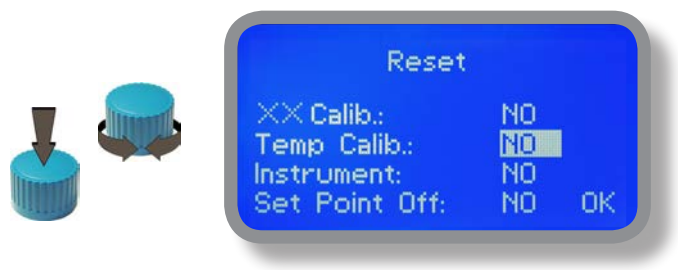 Reset
XX Calib.: NO
Temp Calib.: NO
Instrument: NO
Set Point Off: NO OK